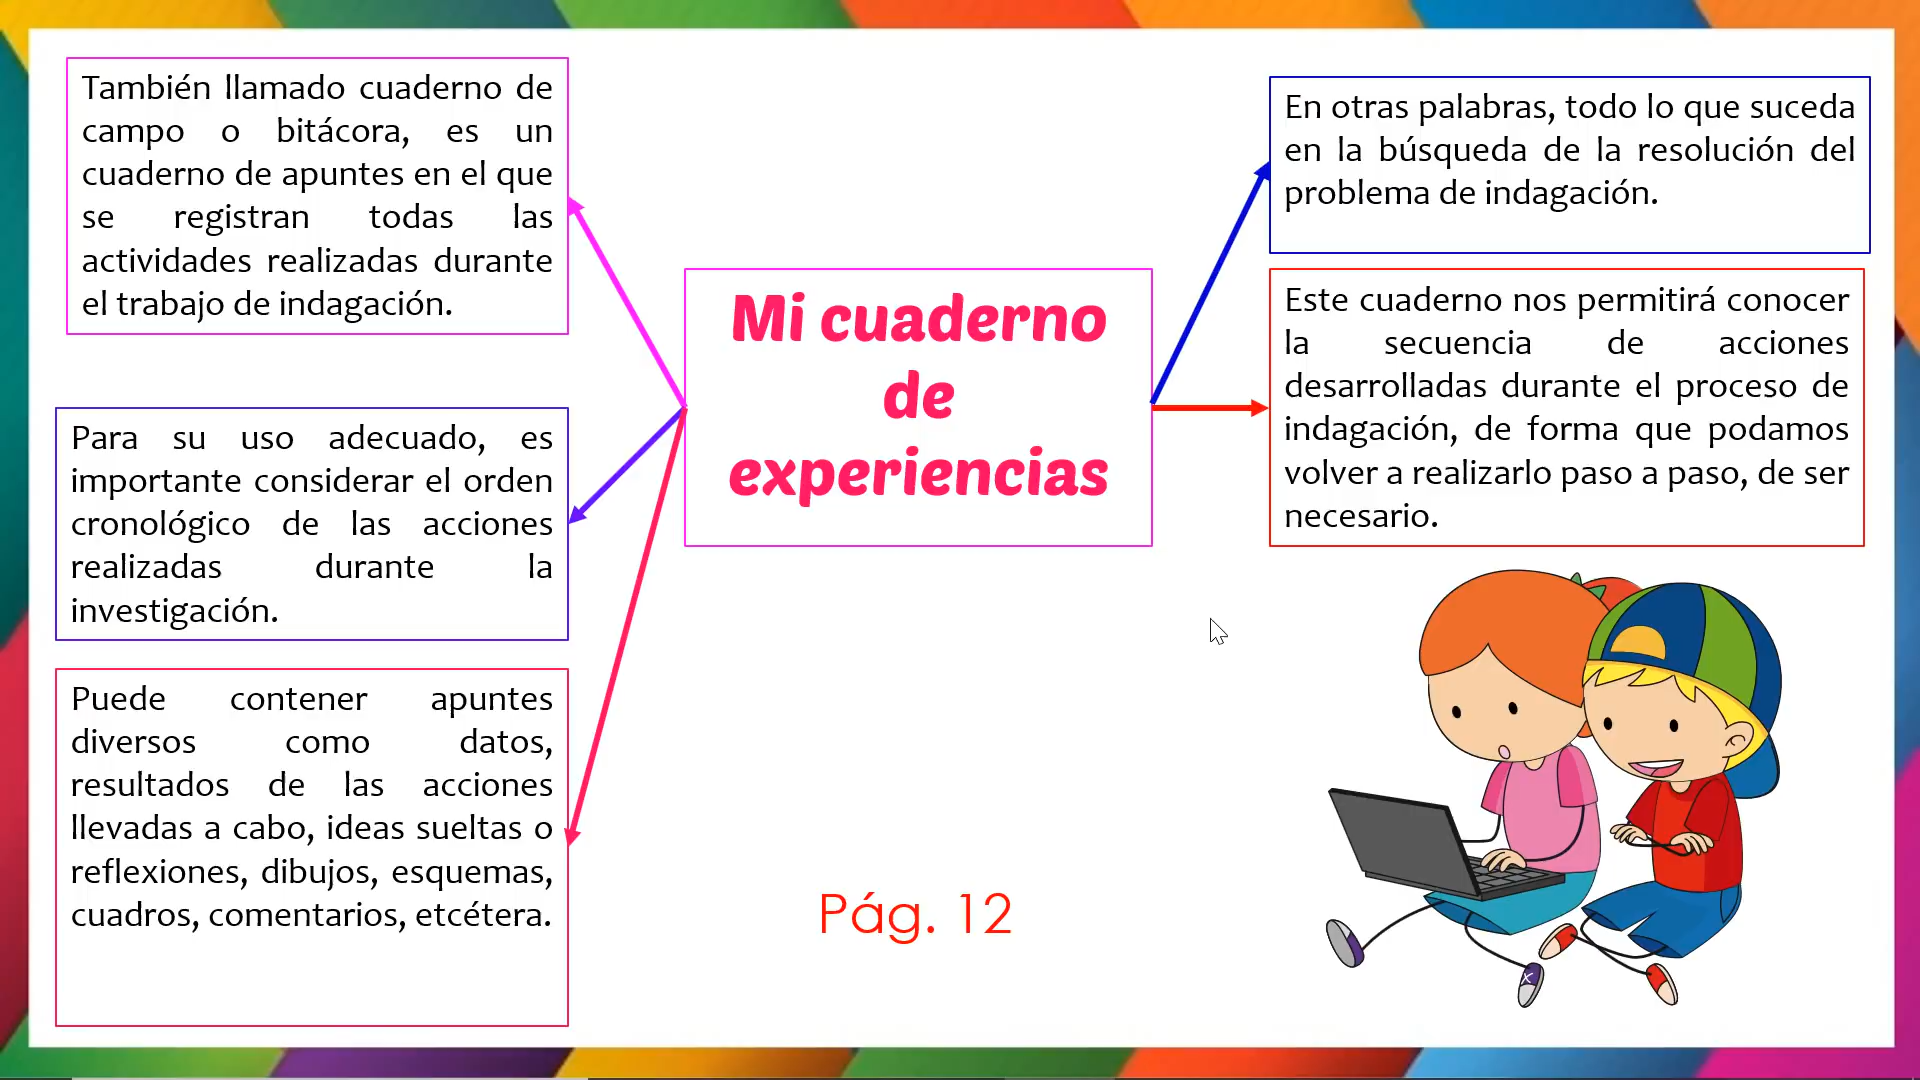 También llamado cuaderno de
campo o bitácora, es un
cuaderno de apuntes en el que
se registran todas las
actividades realizadas durante
el trabajo de indagación.
Para su uso adecuado, es
importante considerar el orden
cronológico de las acciones
realizadas durante la
investigación.
Puede contener apuntes
diversos como datos,
resultados de las acciones
llevadas a cabo, ideas sueltas o
reflexiones, dibujos, esquemas,
cuadros, comentarios, etcétera.
Mi cuaderno
de
experiencias
Pág. 12
En otras palabras, todo lo que suceda
en la búsqueda de la resolución del
problema de indagación.
Este cuaderno nos permitirá conocer
la secuencia de acciones
desarrolladas durante el proceso de
indagación, de forma que podamos
volver a realizarlo paso a paso, de ser
necesario.